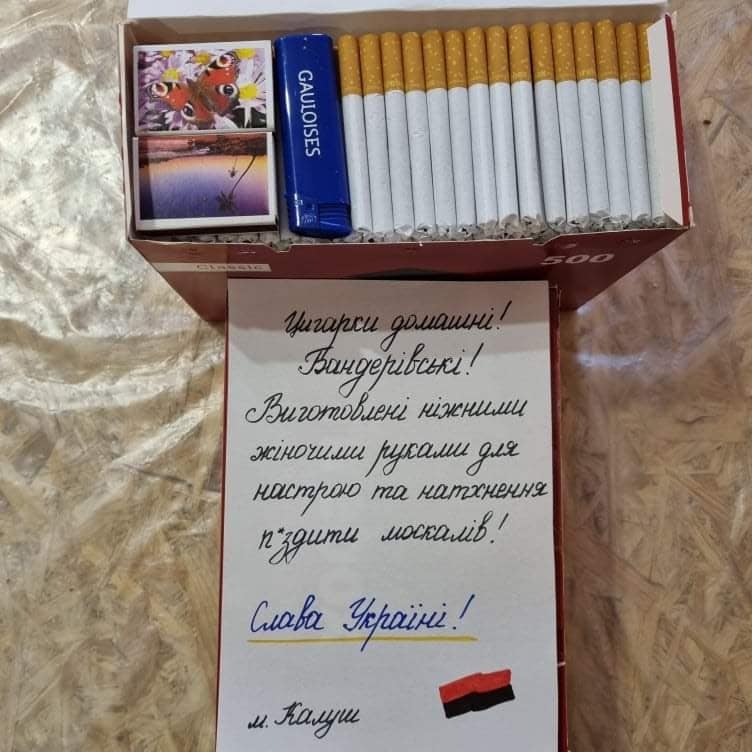 GAULOISES
Classic
500
Цигарки домашні!
Бандерівські!
Виготовлені ніжними
жіночими руками для
настрою та натхнення
п*здити москалів!
Слава Україні!
м. Калуш